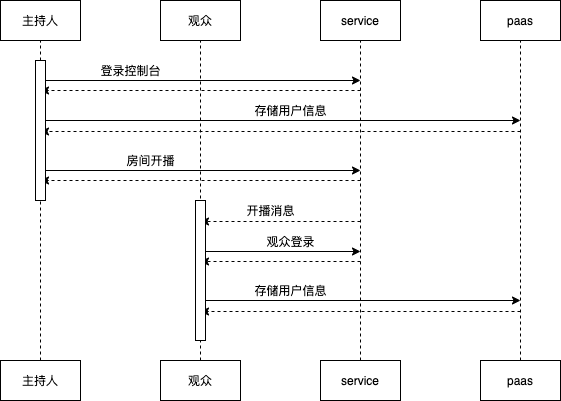 主持人
观众
service
paas
登录控制台
存储用户信息
房间开播
开播消息
观众登录
存储用户信息
主持人
观众
service
paas